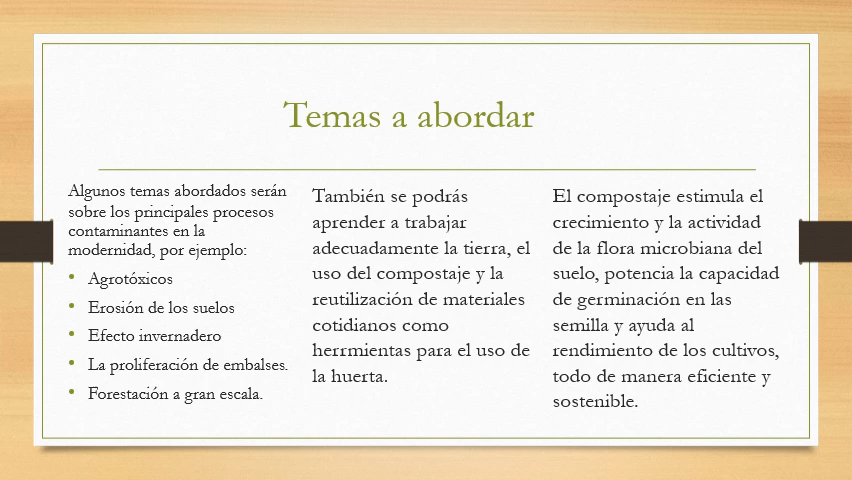 Temas a abordar
Algunos temas abordados serán
sobre los principales procesos
contaminantes en la
modernidad, por ejemplo:
• Agrotóxicos
• Erosión de los suelos
• Efecto invernadero
• La proliferación de embalses.
• Forestación a gran escala.
También se podrás
aprender a trabajar
adecuadamente la tierra, el
uso del compostaje y la
reutilización de materiales
cotidianos como
herrmientas para el uso de
la huerta.
El compostaje estimula el
crecimiento y la actividad
de la flora microbiana del
suelo, potencia la capacidad
de germinación en las
semilla y ayuda al
rendimiento de los cultivos,
todo de manera eficiente y
sostenible.